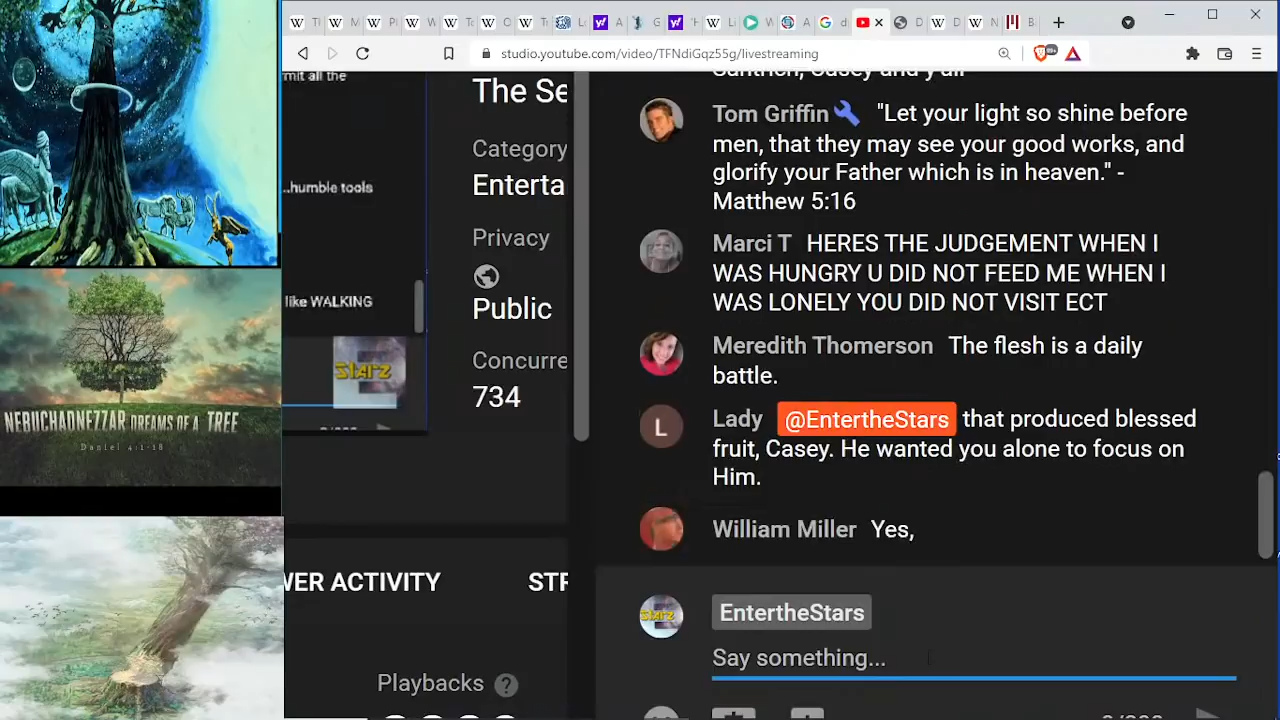 studio.youtube.com/video/TFNdiGqz55g/livestreaming
mit all the
...humble tools
like WALKING
STARZ
NEBUCHADNEZZAR DREAMS OF A TREE
Daniel 4:1-18
The Se
Category
Enterta
Privacy
Public
Concurre
734
WER ACTIVITY
STR
Playbacks ?
Santhen, Casey and y'all
Tom Griffin "Let your light so shine before
men, that they may see your good works, and
glorify your Father which is in heaven." -
Matthew 5:16
Marci T HERES THE JUDGEMENT WHEN I
WAS HUNGRY U DID NOT FEED ME WHEN I
WAS LONELY YOU DID NOT VISIT ECT
Meredith Thomerson The flesh is a daily
battle.
L
Lady @EntertheStars that produced blessed
fruit, Casey. He wanted you alone to focus on
Him.
William Miller Yes,
EntertheStars
Say something...